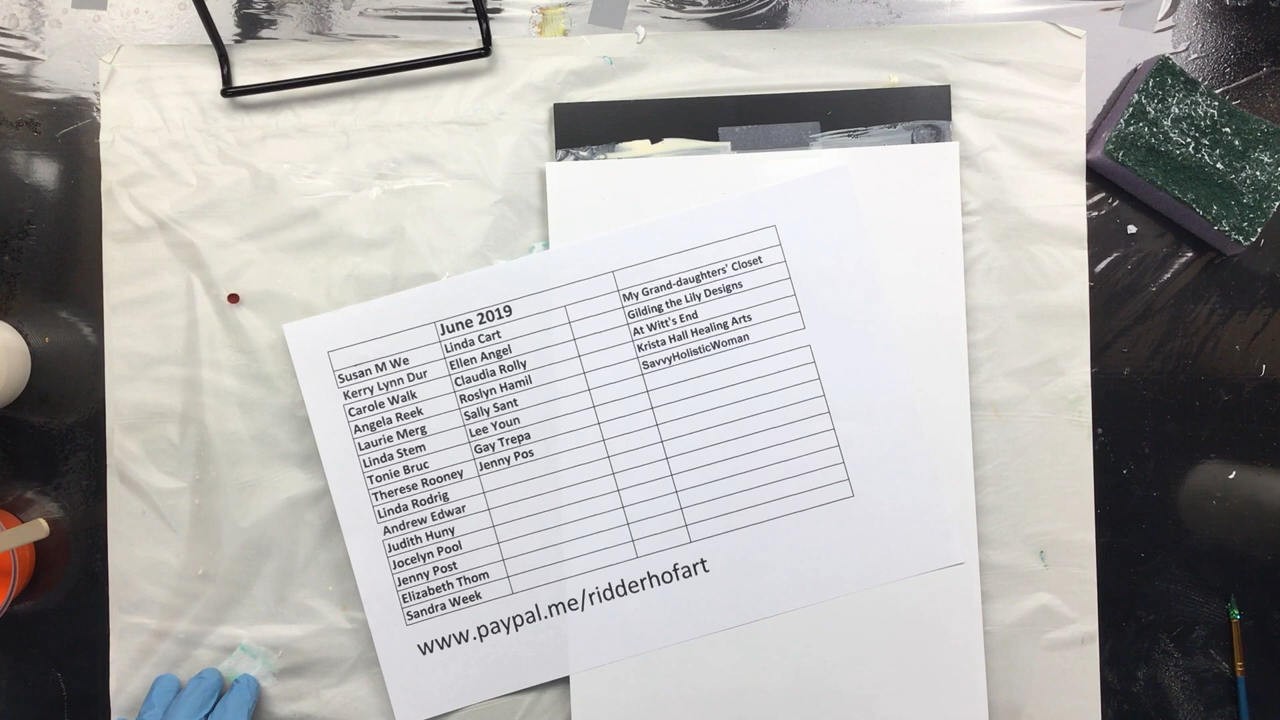 June 2019
Susan M We
Kerry Lynn Dur
Carole Walk
Angela Reek
Laurie Merg
Linda Stem
Tonie Bruc
Therese Rooney
Linda Rodrig
Andrew Edwar
Judith Huny
Jocelyn Pool
Jenny Post
Elizabeth Thom
Sandra Week
Linda Cart
Ellen Angel
Claudia Rolly
Roslyn Hamil
Sally Sant
Lee Youn
Gay Trepa
Jenny Pos
My Grand-daughters' Closet
Gilding the Lily Designs
At Witt's End
Krista Hall Healing Arts
SavvyHolisticWoman
www.paypal.me/ridderhofart